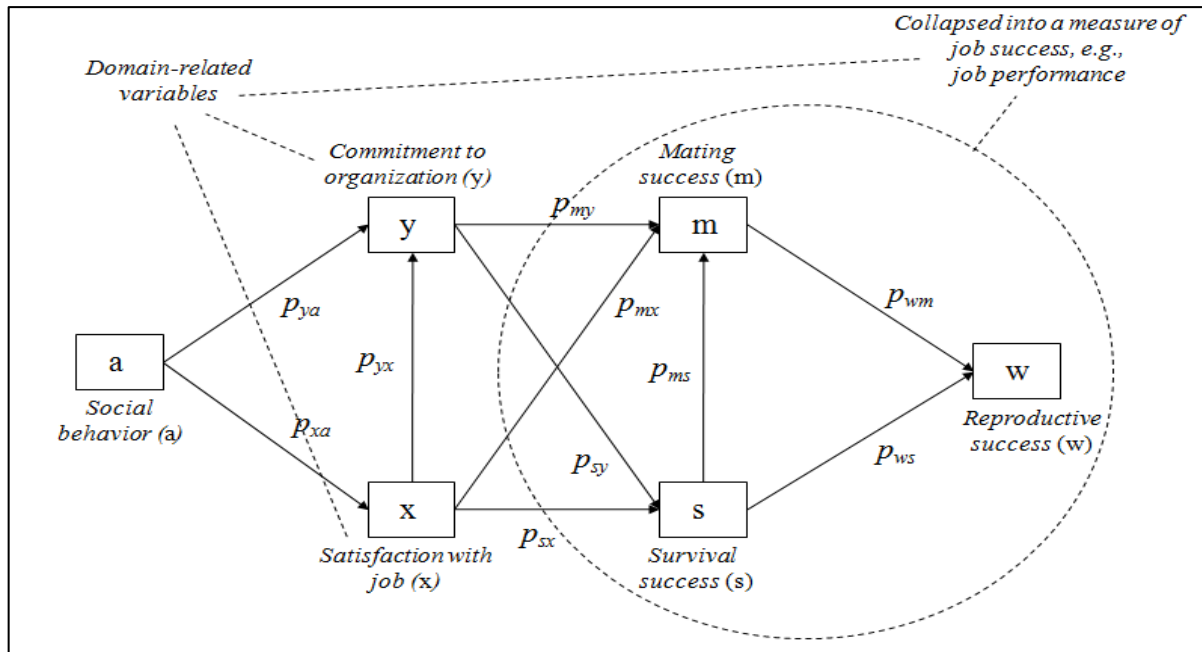 Collapsed into a measure of
job success, e.g.,
job performance
Domain-related
variables
Commitment to
organization (y)
Mating
success (m)
y
p_my
m
p_ya
p_mx
p_wm
a
p_yx
p_ms
w
Social
behavior (a)
p_xa
Reproductive
success (w)
p_sy
p_ws
x
p_sx
s
Satisfaction with
job (x)
Survival
success (s)